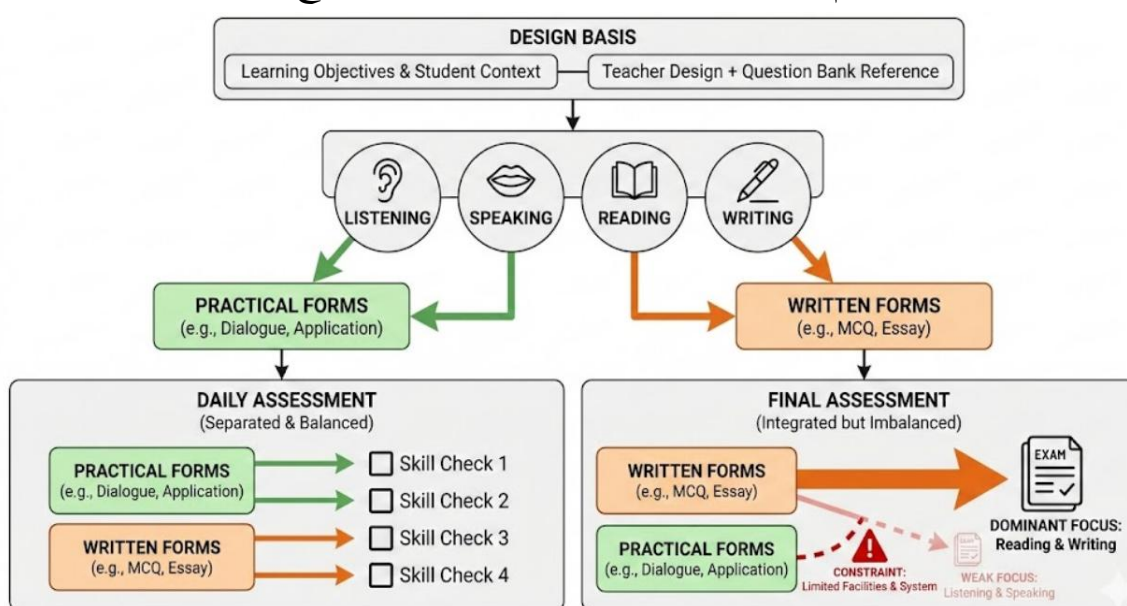 DESIGN BASIS
Learning Objectives & Student Context
Teacher Design + Question Bank Reference
LISTENING
SPEAKING
READING
WRITING
PRACTICAL FORMS
(e.g., Dialogue, Application)
WRITTEN FORMS
(e.g., MCQ, Essay)
DAILY ASSESSMENT
(Separated & Balanced)
PRACTICAL FORMS
(e.g., Dialogue, Application)
WRITTEN FORMS
(e.g., MCQ, Essay)
Skill Check 1
Skill Check 2
Skill Check 3
Skill Check 4
FINAL ASSESSMENT
(Integrated but Imbalanced)
WRITTEN FORMS
(e.g., MCQ, Essay)
PRACTICAL FORMS
(e.g., Dialogue, Application)
EXAM
DOMINANT FOCUS:
Reading & Writing
CONSTRAINT:
Limited Facilities & System
EXAM
WEAK FOCUS:
Listening & Speaking